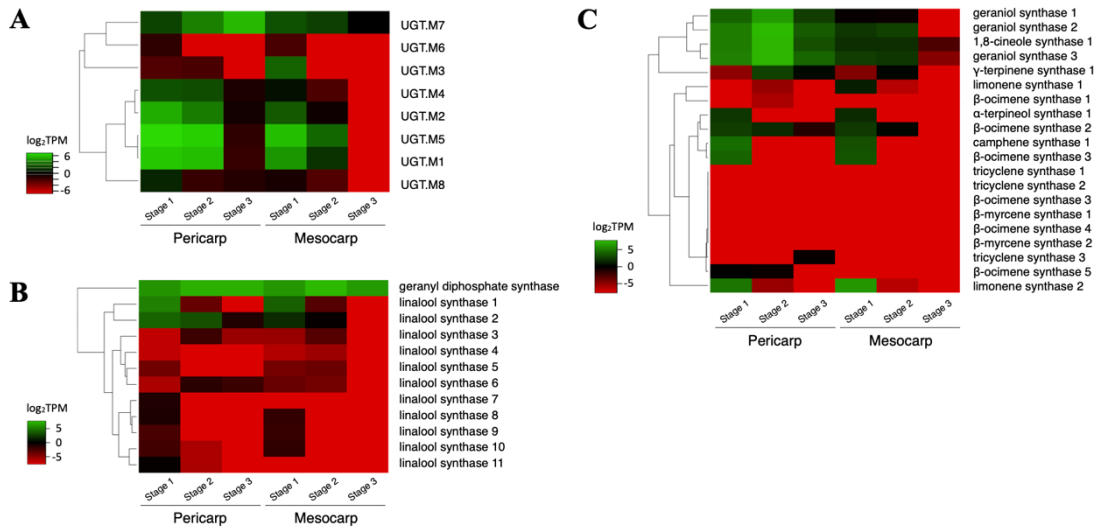 A
UGT.M7
UGT.M6
UGT.M3
UGT.M4
UGT.M2
UGT.M5
UGT.M1
UGT.M8
log₂TPM
6
0
-6
Stage 1
Stage 2
Stage 3
Stage 1
Stage 2
Stage 3
Pericarp
Mesocarp
B
geranyl diphosphate synthase
linalool synthase 1
linalool synthase 2
linalool synthase 3
linalool synthase 4
linalool synthase 5
linalool synthase 6
linalool synthase 7
linalool synthase 8
linalool synthase 9
linalool synthase 10
linalool synthase 11
log₂TPM
5
0
-5
Stage 1
Stage 2
Stage 3
Stage 1
Stage 2
Stage 3
Pericarp
Mesocarp
C
geraniol synthase 1
geraniol synthase 2
1,8-cineole synthase 1
geraniol synthase 3
γ-terpinene synthase 1
limonene synthase 1
β-ocimene synthase 1
α-terpineol synthase 1
β-ocimene synthase 2
camphene synthase 1
β-ocimene synthase 3
tricyclene synthase 1
tricyclene synthase 2
β-ocimene synthase 3
β-myrcene synthase 1
β-ocimene synthase 4
β-myrcene synthase 2
tricyclene synthase 3
β-ocimene synthase 5
limonene synthase 2
log₂TPM
5
0
-5
Stage 1
Stage 2
Stage 3
Stage 1
Stage 2
Stage 3
Pericarp
Mesocarp